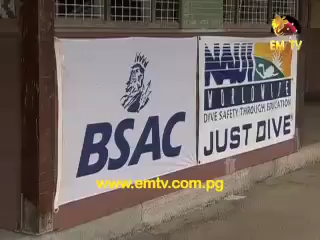 EMTV
BSAC
NAUI
WORLDWIDE
DIVE SAFETY THROUGH EDUCATION
JUST DIVE
www.emtv.com.pg